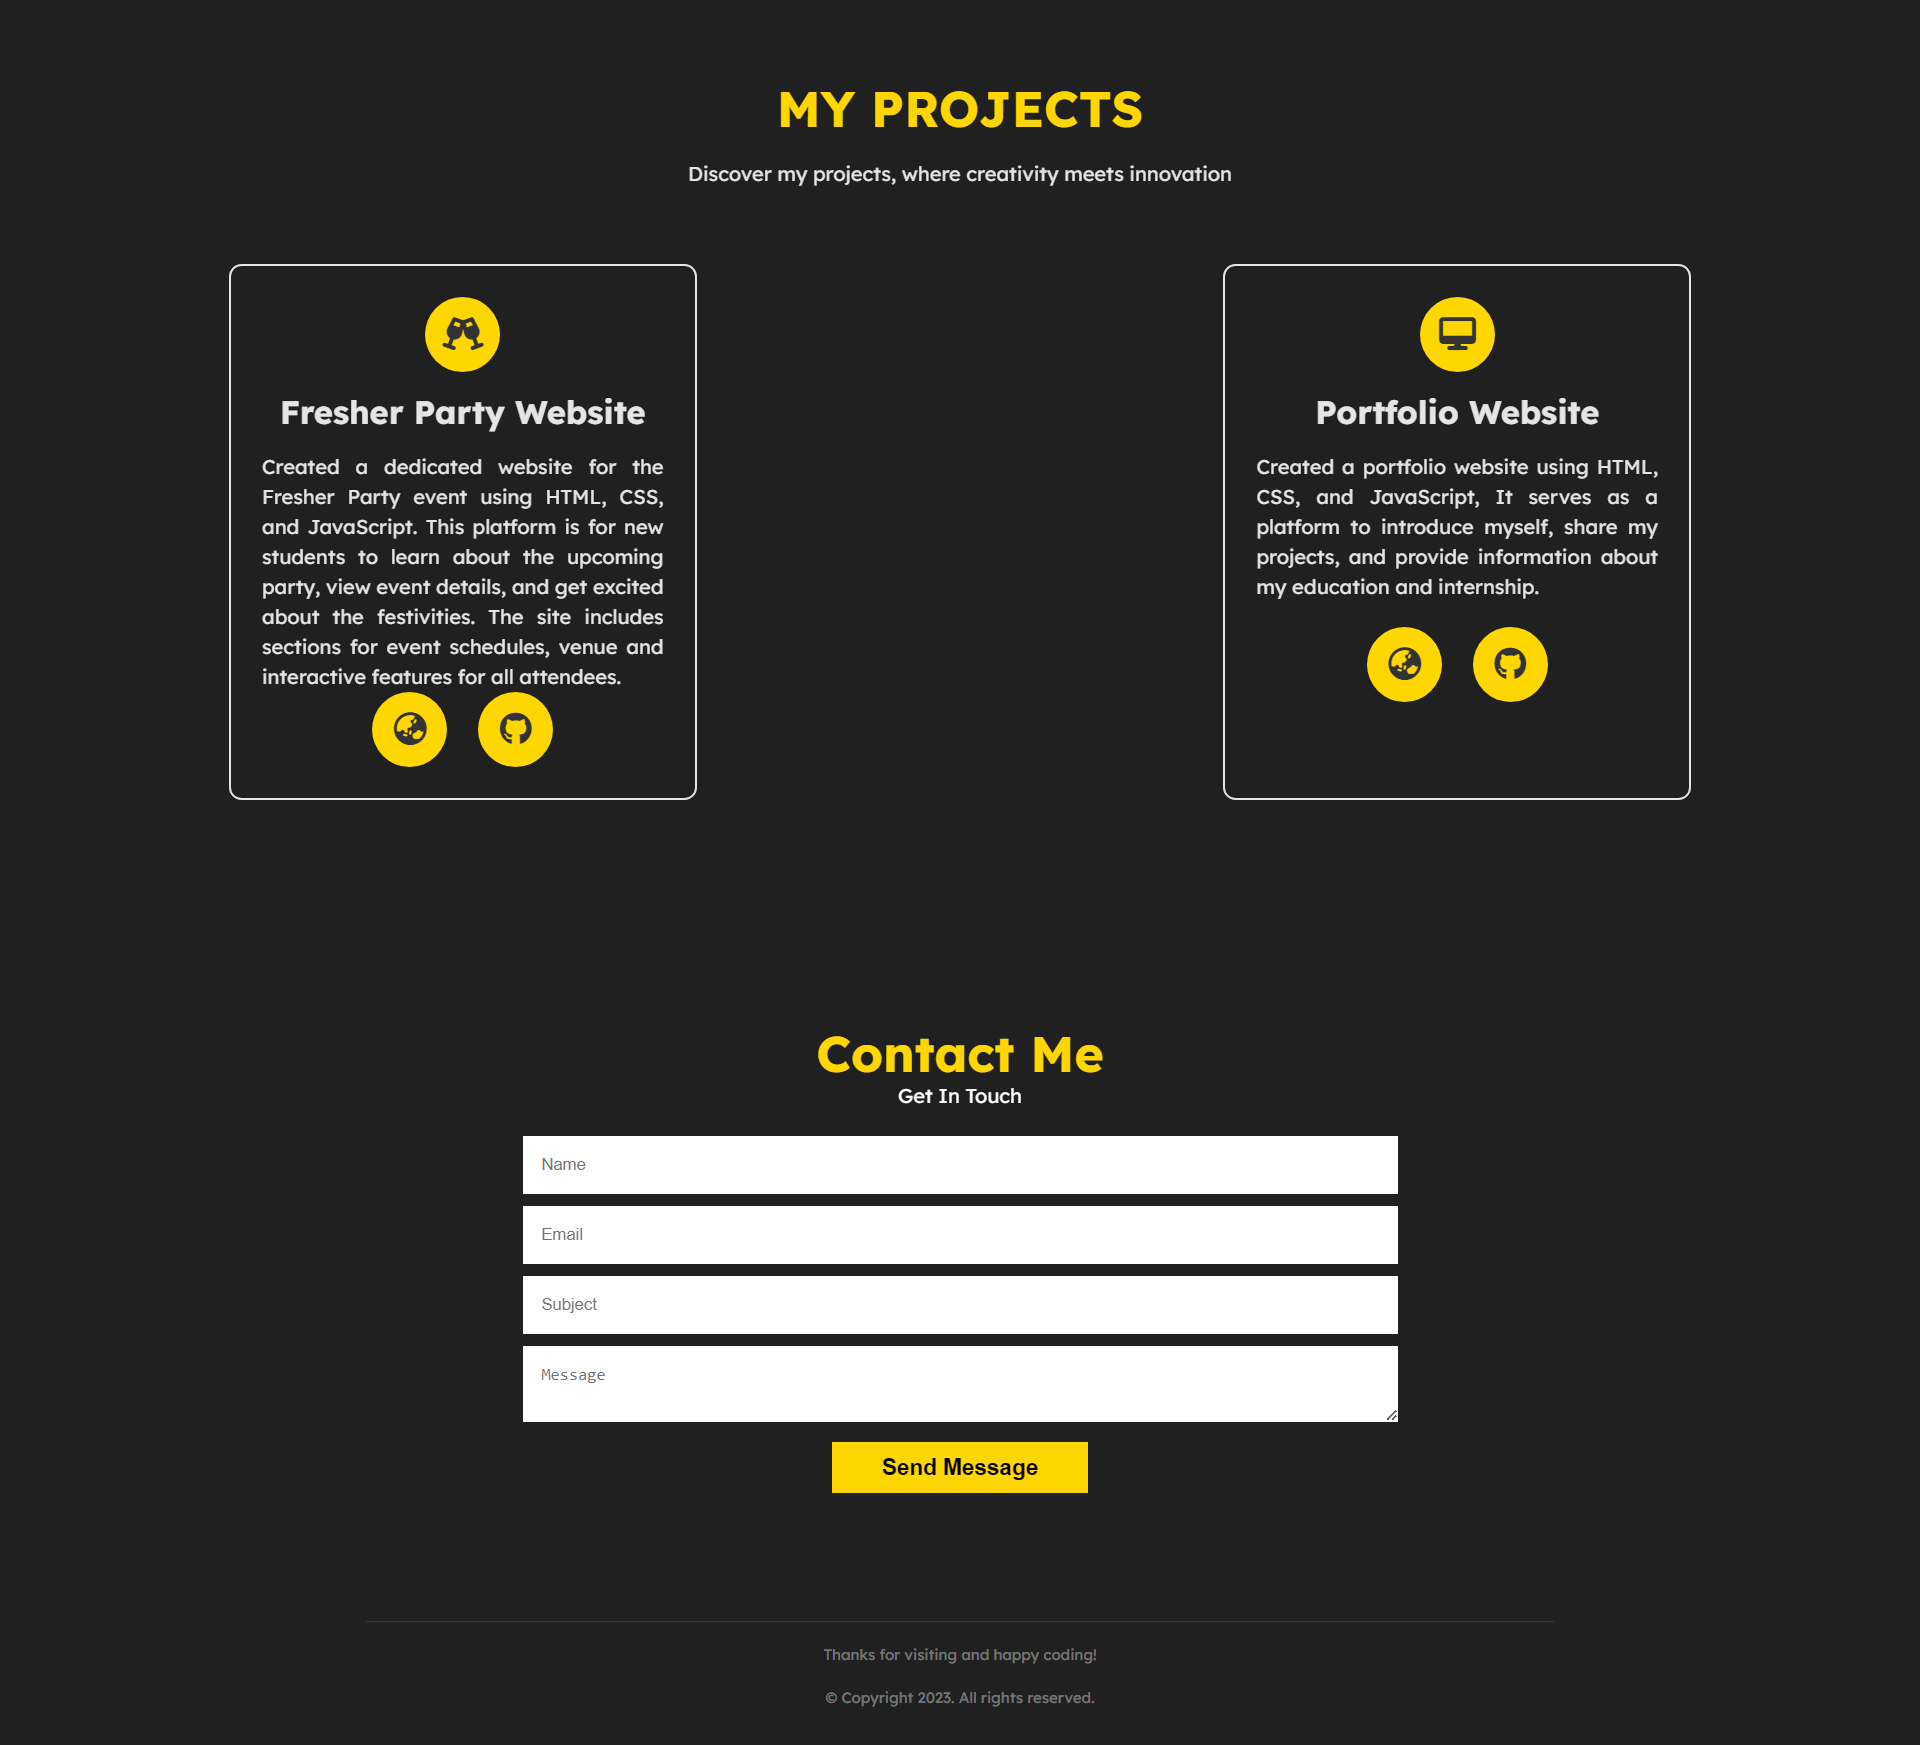 MY PROJECTS
Discover my projects, where creativity meets innovation
Fresher Party Website
Created a dedicated website for the
Fresher Party event using HTML, CSS,
and JavaScript. This platform is for new
students to learn about the upcoming
party, view event details, and get excited
about the festivities. The site includes
sections for event schedules, venue and
interactive features for all attendees.
Portfolio Website
Created a portfolio website using HTML,
CSS, and JavaScript, It serves as a
platform to introduce myself, share my
projects, and provide information about
my education and internship.
Contact Me
Get In Touch
Name
Email
Subject
Message
Send Message
Thanks for visiting and happy coding!
© Copyright 2023. All rights reserved.